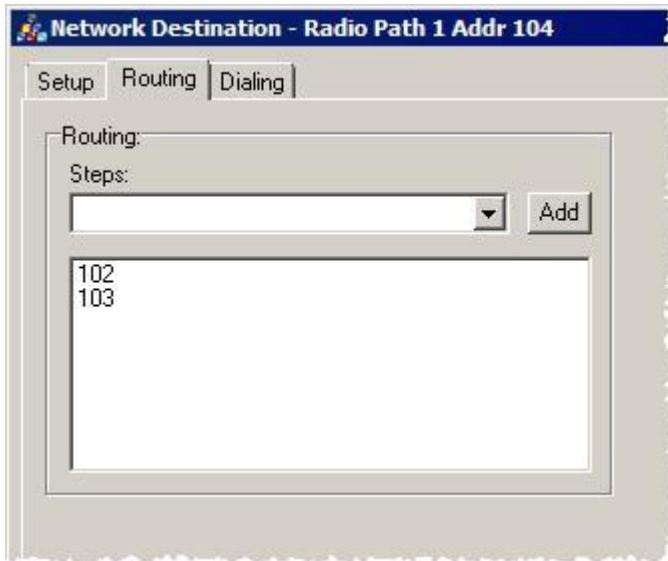 Network Destination - Radio Path 1 Addr 104
Setup Routing Dialing
Routing:
Steps:
Add
102
103